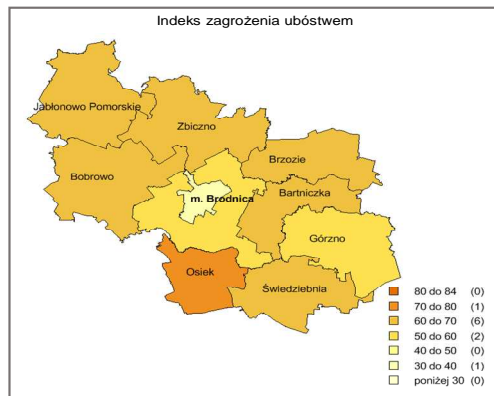 Indeks zagrożenia ubóstwem
Jabłonowo Pomorskie
Zbiczno
Brzozie
Bobrowo
Bartniczka
m. Brodnica
Górzno
Osiek
Świedziebnia
80 do 84 (0)
70 do 80 (1)
60 do 70 (6)
50 do 60 (2)
40 do 50 (0)
30 do 40 (1)
poniżej 30 (0)